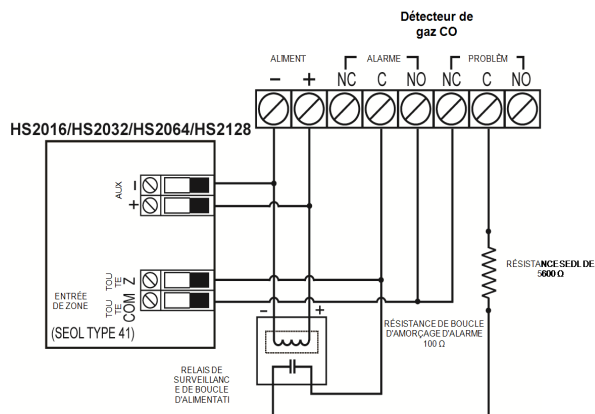 Détecteur de
gaz CO
ALIMENT
ALARME
PROBLÈM
− + NC C NO NC C NO
HS2016/HS2032/HS2064/HS2128
AUX
−
+
TOU
TE
Z
TOU
TE
COM
ENTRÉE
DE ZONE
(SEOL TYPE 41)
RÉSISTANCE SEDL DE
5600 Ω
− +
RÉSISTANCE DE BOUCLE
D'AMORÇAGE D'ALARME
100 Ω
RELAIS DE
SURVEILLANC
E DE BOUCLE
D'ALIMENTATI